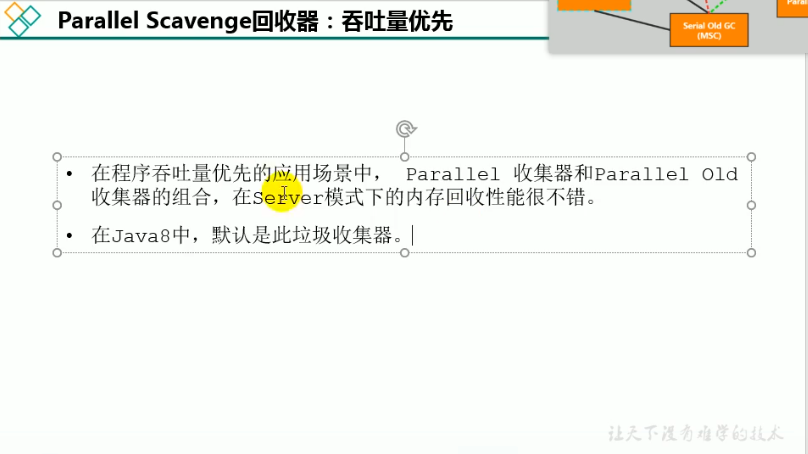 Parallel Scavenge回收器：吞吐量优先
Serial Old GC
(MSC)
• 在程序吞吐量优先的应用场景中， Parallel 收集器和Parallel Old
收集器的组合，在Server模式下的内存回收性能很不错。
• 在Java8中，默认是此垃圾收集器。
让天下没有难学的技术